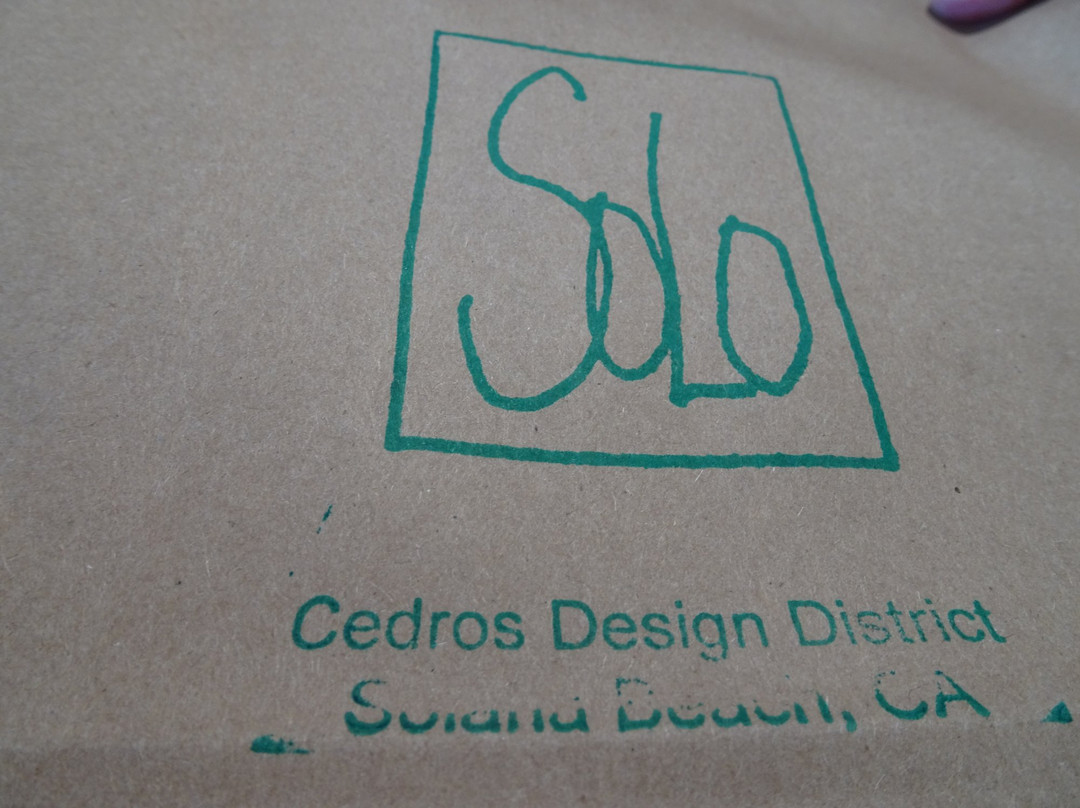 SoLo
Cedros Design District
Solana Beach, CA